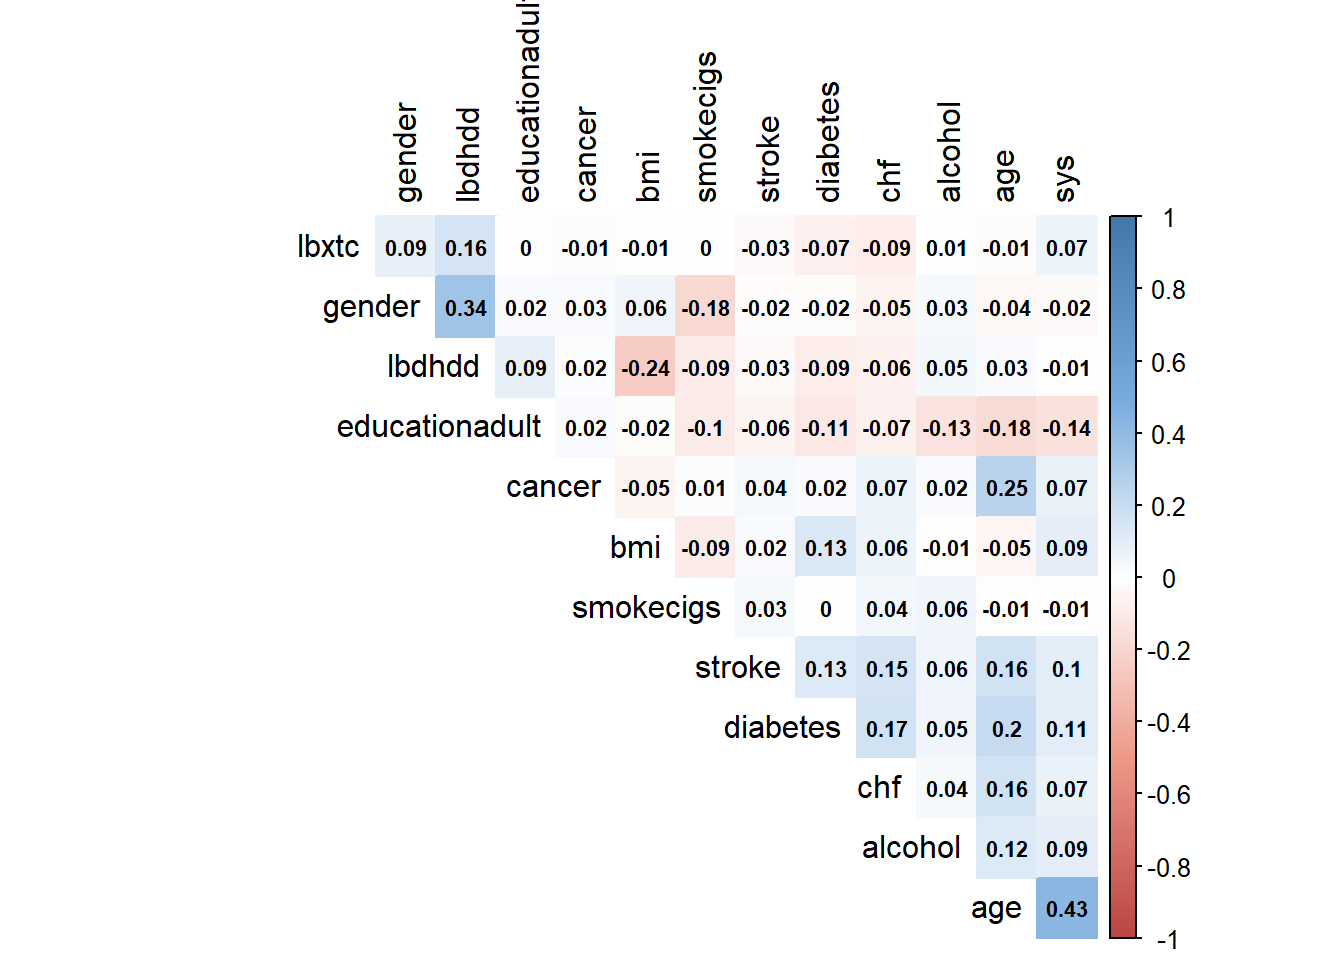 gender lbdhdd educationadult cancer bmi smokecigs stroke diabetes chf alcohol age sys
lbxtc 0.09 0.16 0 -0.01 -0.01 0 -0.03 -0.07 -0.09 0.01 -0.01 0.07
gender 0.34 0.02 0.03 0.06 -0.18 -0.02 -0.02 -0.05 0.03 -0.04 -0.02
lbdhdd 0.09 0.02 -0.24 -0.09 -0.03 -0.09 -0.06 0.05 0.03 -0.01
educationadult 0.02 -0.02 -0.1 -0.06 -0.11 -0.07 -0.13 -0.18 -0.14
cancer -0.05 0.01 0.04 0.02 0.07 0.02 0.25 0.07
bmi -0.09 0.02 0.13 0.06 -0.01 -0.05 0.09
smokecigs 0.03 0 0.04 0.06 -0.01 -0.01
stroke 0.13 0.15 0.06 0.16 0.1
diabetes 0.17 0.05 0.2 0.11
chf 0.04 0.16 0.07
alcohol 0.12 0.09
age 0.43
1
0.8
0.6
0.4
0.2
0
-0.2
-0.4
-0.6
-0.8
-1